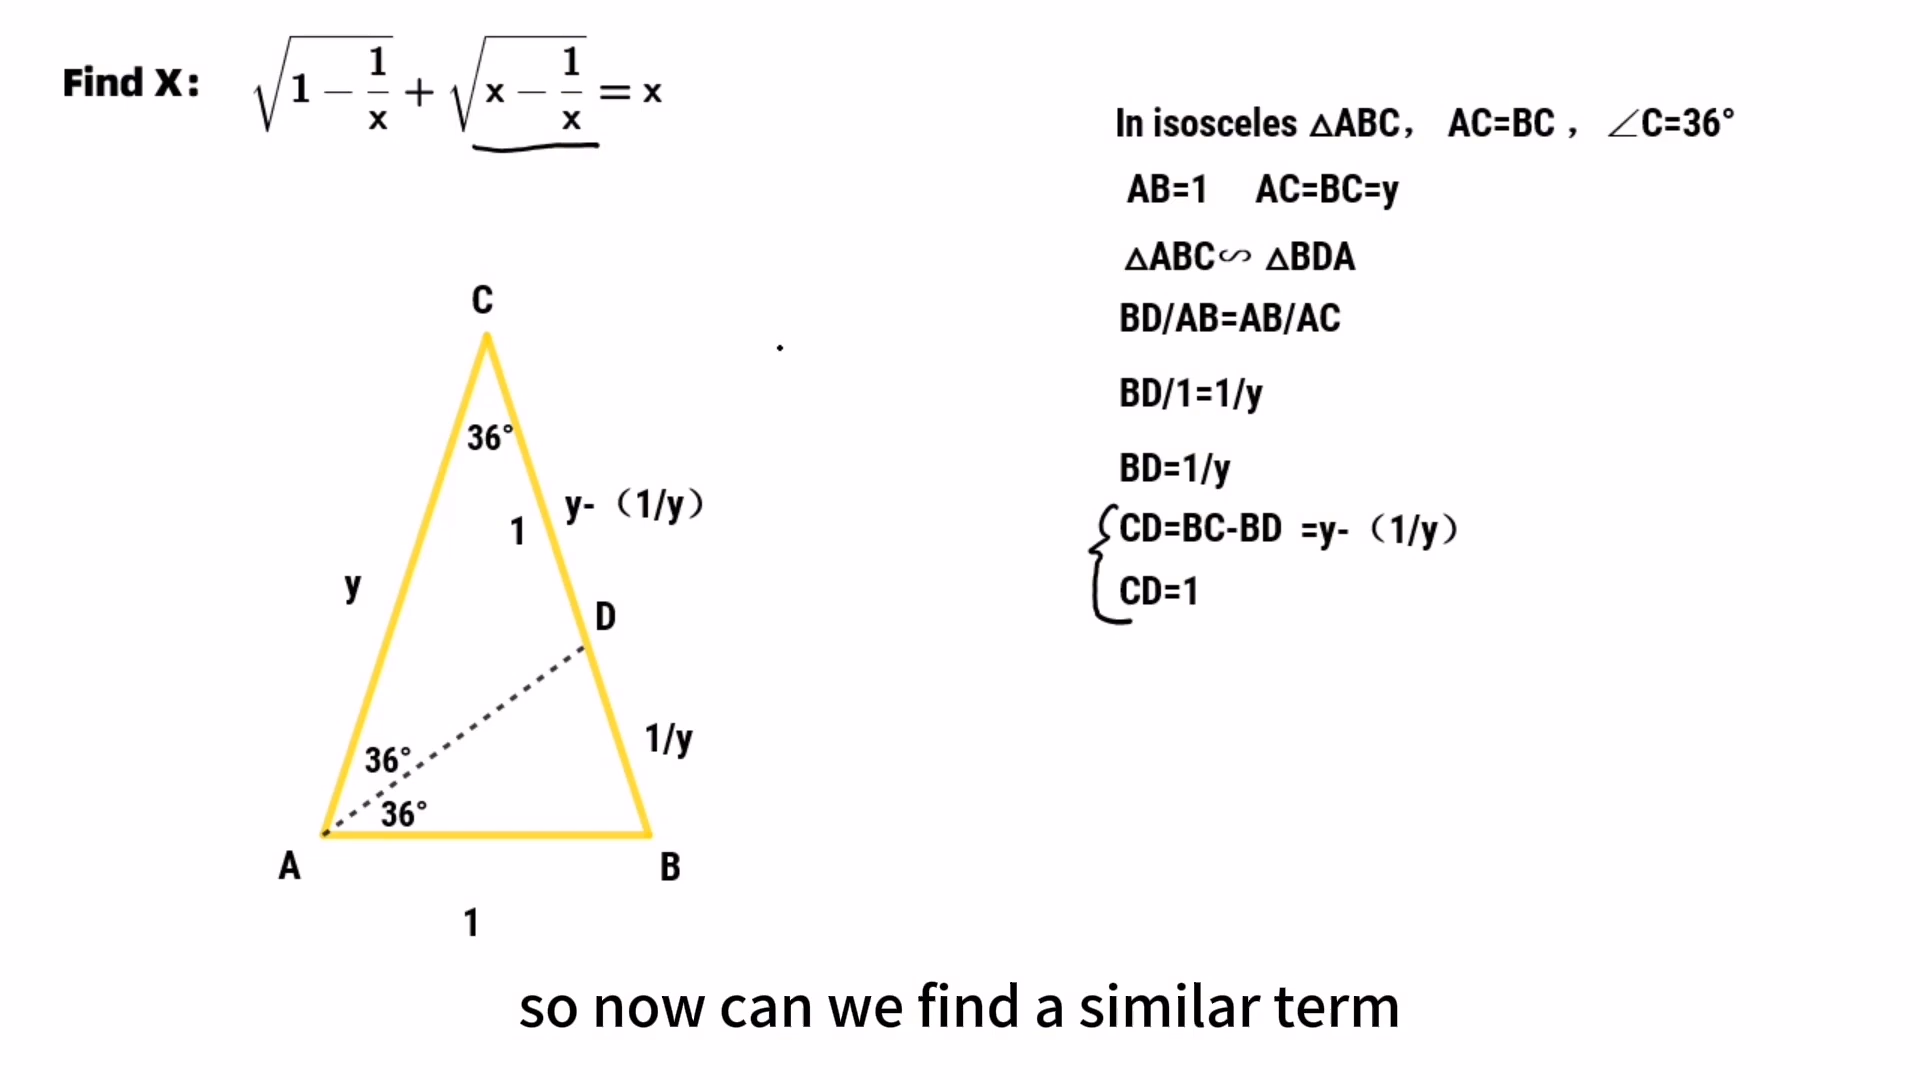 Find X: √(1 − 1/x) + √(x − 1/x) = x
In isosceles △ABC, AC=BC, ∠C=36°
AB=1 AC=BC=y
△ABC∽ △BDA
BD/AB=AB/AC
BD/1=1/y
BD=1/y
CD=BC-BD =y-（1/y）
CD=1
C
36°
1
y-（1/y）
y
D
1/y
36°
36°
A
B
1
so now can we find a similar term